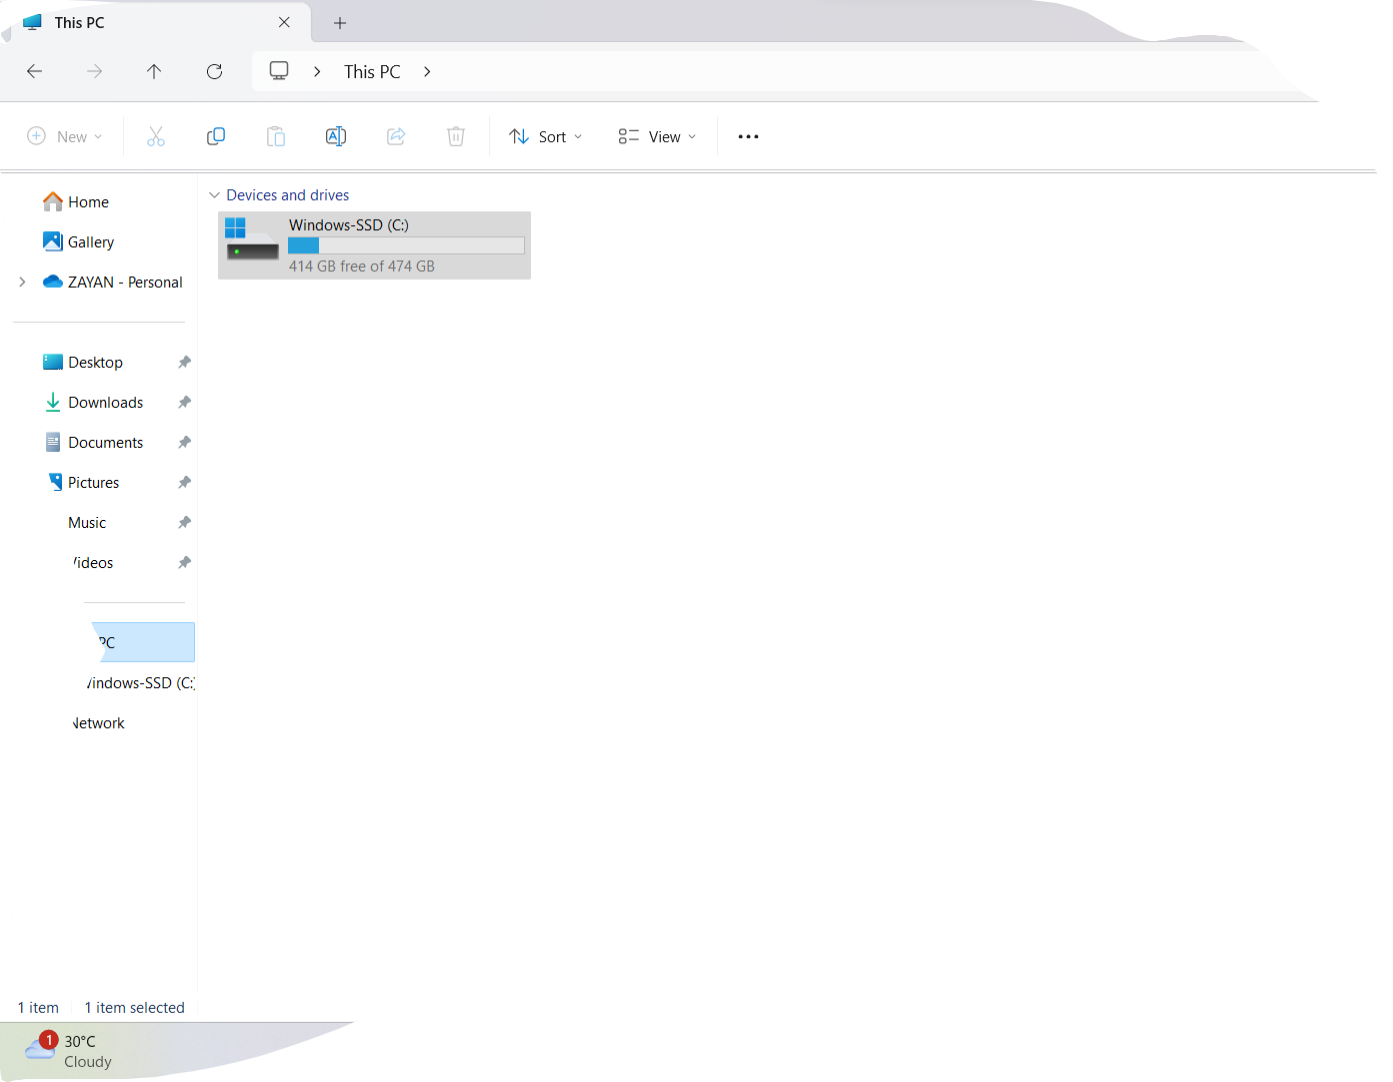 This PC
This PC
New
Sort
View
Home
Gallery
ZAYAN - Personal
Desktop
Downloads
Documents
Pictures
Music
ideos
PC
indows-SSD (C:)
etwork
Devices and drives
Windows-SSD (C:)
414 GB free of 474 GB
1 item 1 item selected
1
30°C
Cloudy